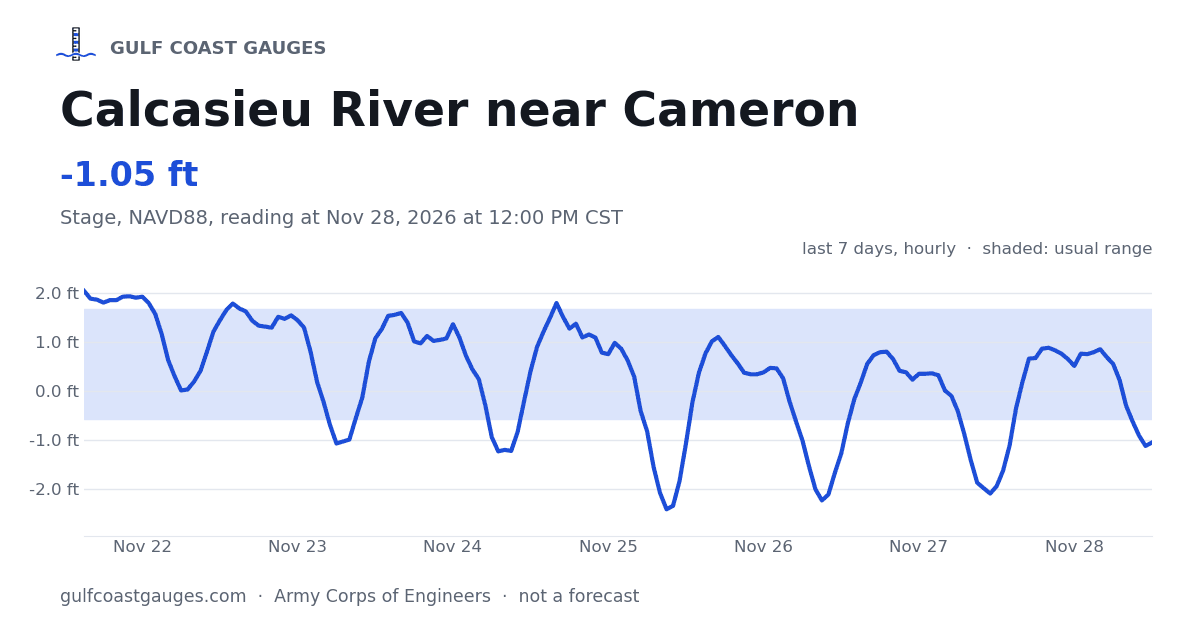 GULF COAST GAUGES
Calcasieu River near Cameron
-1.05 ft
Stage, NAVD88, reading at Nov 28, 2026 at 12:00 PM CST
last 7 days, hourly · shaded: usual range
2.0 ft
1.0 ft
0.0 ft
-1.0 ft
-2.0 ft
Nov 22 Nov 23 Nov 24 Nov 25 Nov 26 Nov 27 Nov 28
gulfcoastgauges.com · Army Corps of Engineers · not a forecast